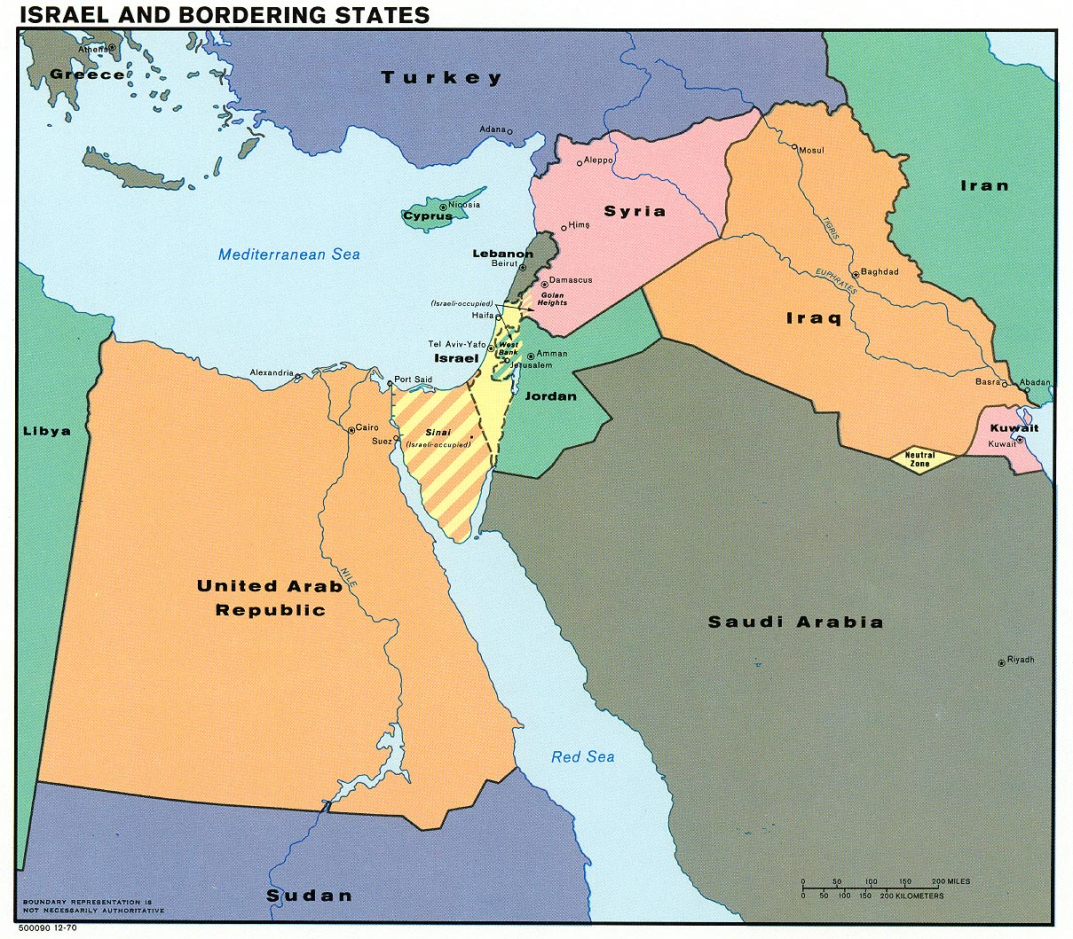 ISRAEL AND BORDERING STATES
Athens
Greece
Turkey
Adana
Aleppo
Mosul
Iran
Nicosia
Cyprus
Syria
Hims
TIGRIS
Mediterranean Sea
Lebanon
Beirut
Damascus
Golan
Heights
Baghdad
EUPHRATES
(Israeli-occupied)
Haifa
Iraq
Tel Aviv-Yafo
West
Bank
Amman
Israel
Jerusalem
Alexandria
Port Said
Basra
Abadan
Jordan
Libya
Cairo
Suez
Sinai
(Israeli-occupied)
Kuwait
Kuwait
Neutral
Zone
NILE
United Arab
Republic
Saudi Arabia
Riyadh
Red Sea
Sudan
0 50 100 150 200 MILES
0 50 100 150 200 KILOMETERS
BOUNDARY REPRESENTATION IS
NOT NECESSARILY AUTHORITATIVE
500090 12-70